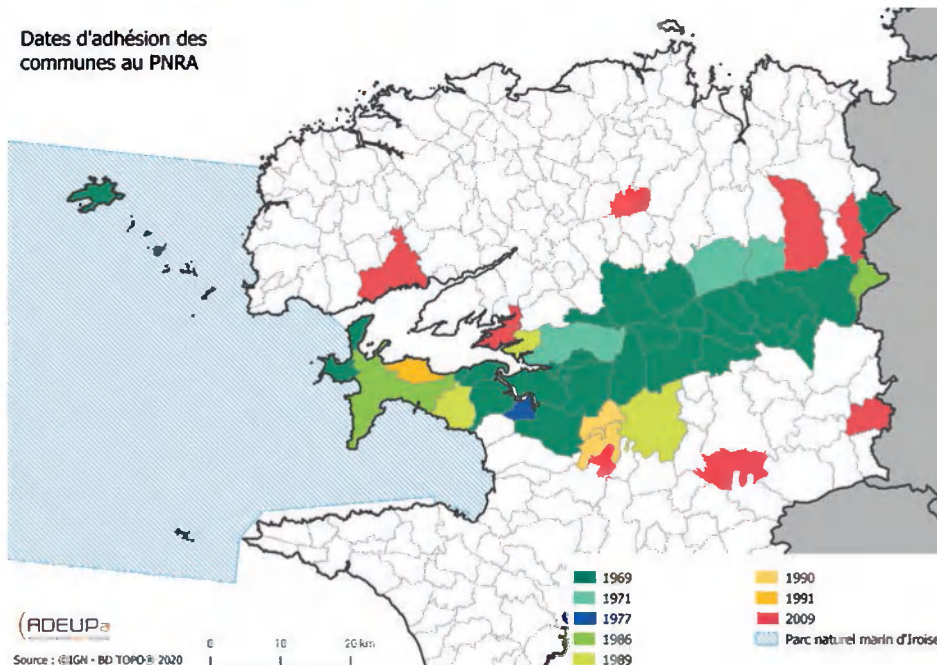 Dates d'adhésion des
communes au PNRA
1969
1971
1977
1986
1989
1990
1991
2009
Parc naturel marin d'Iroise
ADEUPa
0 10 20 km
Source : ©IGN - BD TOPO® 2020